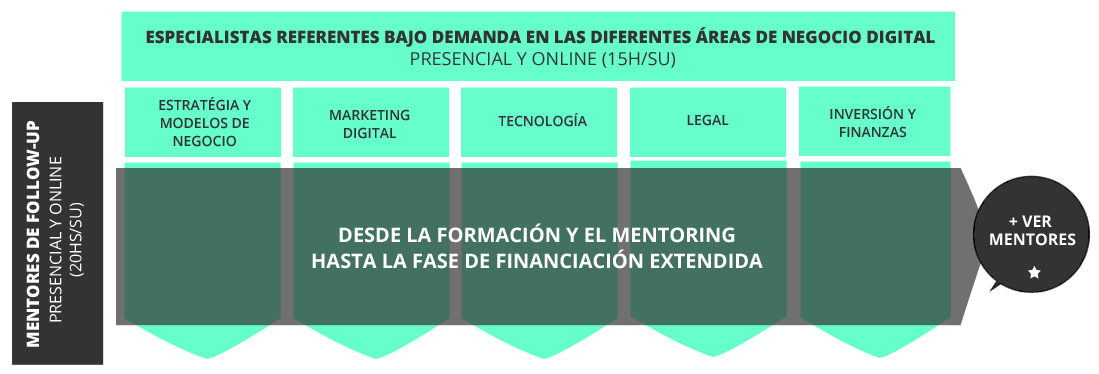 ESPECIALISTAS REFERENTES BAJO DEMANDA EN LAS DIFERENTES ÁREAS DE NEGOCIO DIGITAL
PRESENCIAL Y ONLINE (15H/SU)
ESTRATÉGIA Y
MODELOS DE
NEGOCIO
MARKETING
DIGITAL
TECNOLOGÍA
LEGAL
INVERSIÓN Y
FINANZAS
MENTORES DE FOLLOW-UP
PRESENCIAL Y ONLINE
(20HS/SU)
DESDE LA FORMACIÓN Y EL MENTORING
HASTA LA FASE DE FINANCIACIÓN EXTENDIDA
+ VER
MENTORES